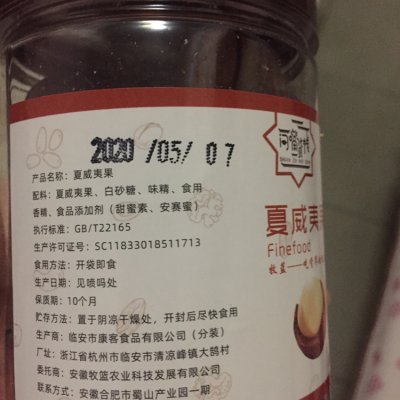 2020/05/07
产品名称：夏威夷果
配料：夏威夷果、白砂糖、味精、食用
香精、食品添加剂（甜蜜素、安赛蜜）
执行标准：GB/T22165
生产许可证号：SC11833018511713
食用方法：开袋即食
生产日期：见喷码处
保质期：10个月
贮存方法：置于阴凉干燥处，开封后尽快食用
生产商：临安市康客食品有限公司（分装）
厂址：浙江省杭州市临安市清凉峰镇大鹄村
委托商：安徽牧篮农业科技发展有限公司
联系方式：安徽合肥市蜀山产业园一期
夏威夷
Finefood
牧蓝